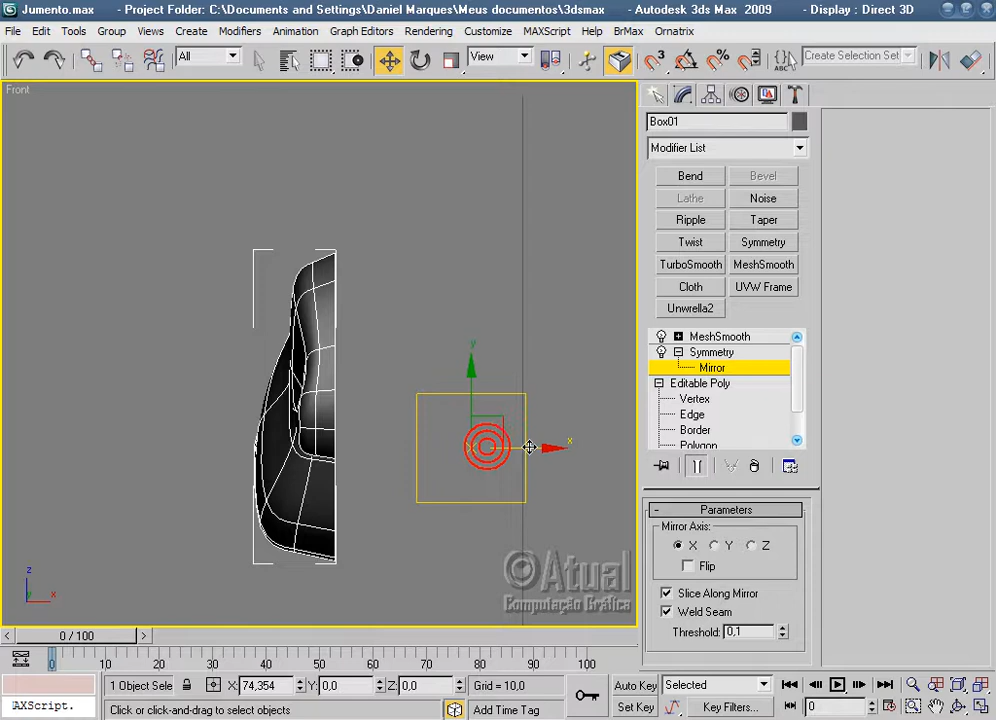 Jumento.max - Project Folder: C:\Documents and Settings\Daniel Marques\Meus documentos\3dsmax - Autodesk 3ds Max 2009 - Display : Direct 3D
File Edit Tools Group Views Create Modifiers Animation Graph Editors Rendering Customize MAXScript Help BrMax Ornatrix
All View Create Selection Set
Front
Box01
Modifier List
Bend Bevel
Lathe Noise
Ripple Taper
Twist Symmetry
TurboSmooth MeshSmooth
Cloth UVW Frame
Unwrella2
MeshSmooth
Symmetry
Mirror
Editable Poly
Vertex
Edge
Border
Polygon
y
x
- Parameters
Mirror Axis:
X Y Z
Flip
Slice Along Mirror
Weld Seam
Threshold: 0,1
z
y
x
©Atual
Computação Gráfica
< 0 / 100 >
0 10 20 30 40 50 60 70 80 90 100
1 Object Sele X: 74,354 Y: 0,0 Z: 0,0 Grid = 10,0 Auto Key Selected
AXScript. Click or click-and-drag to select objects Add Time Tag Set Key Key Filters... 0